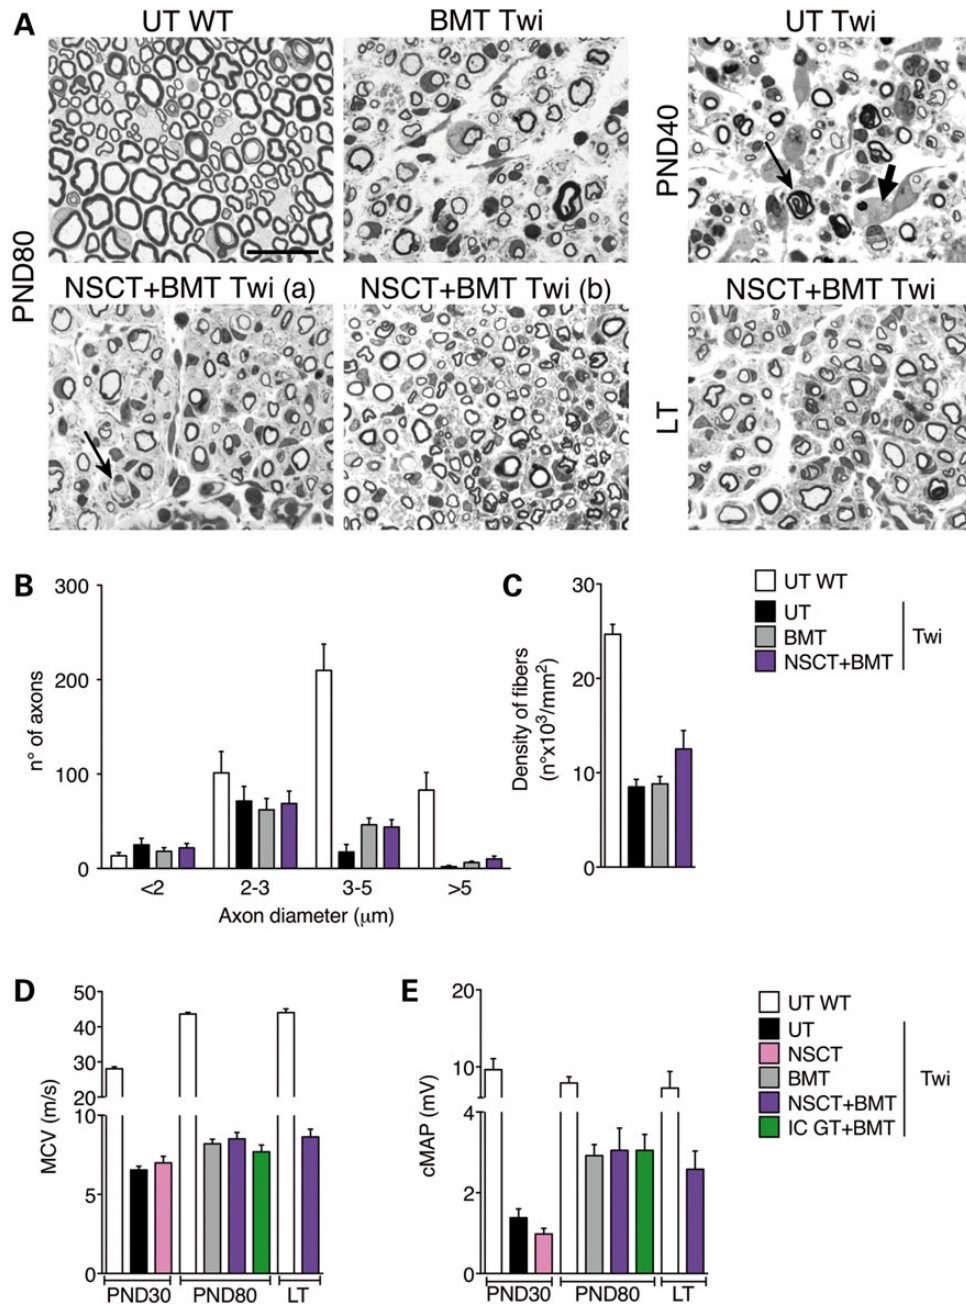 A
UT WT
BMT Twi
UT Twi
PND80
PND40
NSCT+BMT Twi (a)
NSCT+BMT Twi (b)
NSCT+BMT Twi
LT
B
n° of axons
300
200
100
0
<2
2-3
3-5
>5
Axon diameter (μm)
C
Density of fibers
(n°x10³/mm²)
30
20
10
0
UT WT
UT
BMT
NSCT+BMT
Twi
D
MCV (m/s)
50
40
30
20
10
5
0
PND30
PND80
LT
E
cMAP (mV)
20
10
4
2
0
PND30
PND80
LT
UT WT
UT
NSCT
BMT
NSCT+BMT
IC GT+BMT
Twi